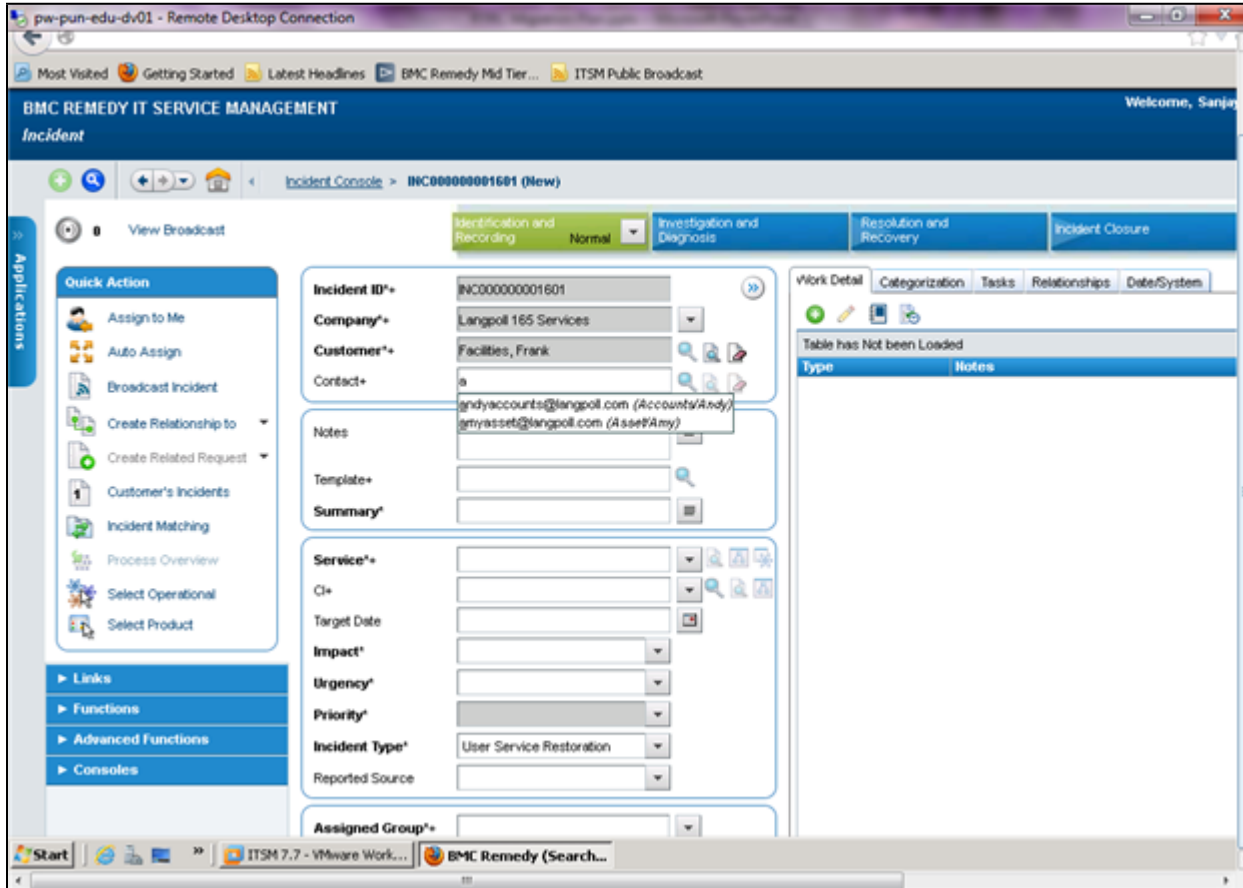 pw-pun-edu-dv01 - Remote Desktop Connection
Most Visited Getting Started Latest Headlines BMC Remedy Mid Tier... ITSM Public Broadcast
BMC REMEDY IT SERVICE MANAGEMENT Welcome, Sanjay
Incident
Incident Console > INC000000001601 (New)
0 View Broadcast
Identification and Recording Normal
Investigation and Diagnosis
Resolution and Recovery
Incident Closure
Applications
Quick Action
Assign to Me
Auto Assign
Broadcast Incident
Create Relationship to
Create Related Request
Customer's Incidents
Incident Matching
Process Overview
Select Operational
Select Product
Links
Functions
Advanced Functions
Consoles
Incident ID*+ INC000000001601
Company*+ Langpoll 165 Services
Customer*+ Facilities, Frank
Contact+ a
andyaccounts@langpoll.com (Accounts/Andy)
amyasset@langpoll.com (Asset/Amy)
Notes
Template+
Summary*
Service*+
CI+
Target Date
Impact*
Urgency*
Priority*
Incident Type* User Service Restoration
Reported Source
Assigned Group*+
Work Detail Categorization Tasks Relationships Date/System
Table has Not been Loaded
Type Notes
Start ITSM 7.7 - VMware Work... BMC Remedy (Search...